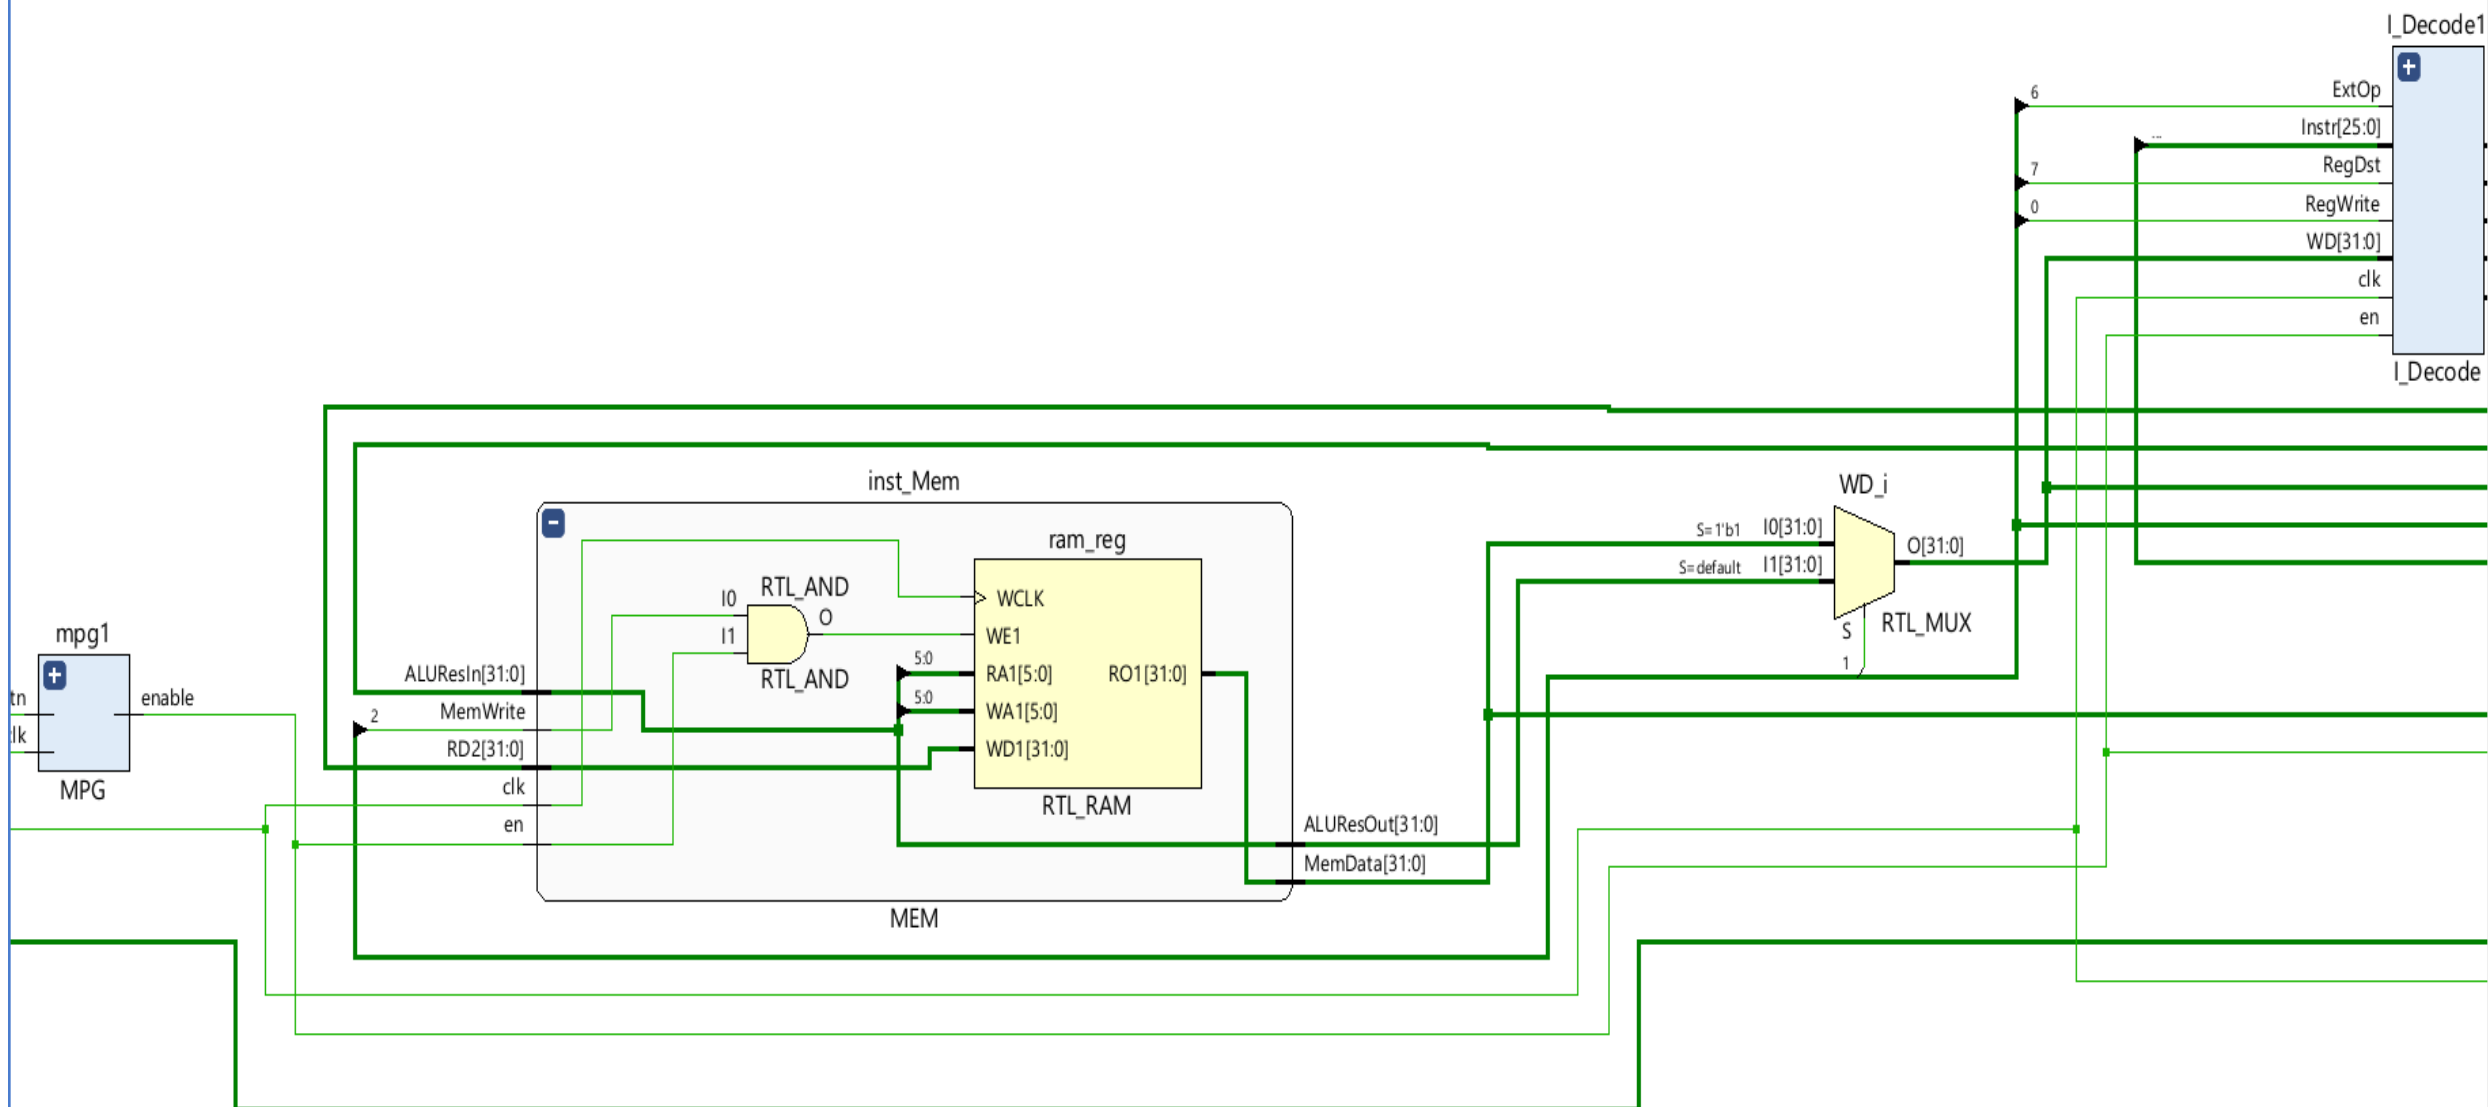 I_Decode1
ExtOp
6
Instr[25:0]
...
RegDst
7
RegWrite
0
WD[31:0]
clk
en
I_Decode
inst_Mem
ram_reg
RTL_AND
I0
I1
O
RTL_AND
WCLK
WE1
5:0
RA1[5:0]
RO1[31:0]
5:0
WA1[5:0]
WD1[31:0]
RTL_RAM
ALUResIn[31:0]
MemWrite
2
RD2[31:0]
clk
en
ALUResOut[31:0]
MemData[31:0]
MEM
WD_i
S=1'b1
I0[31:0]
S=default
I1[31:0]
O[31:0]
S
RTL_MUX
1
mpg1
tn
enable
lk
MPG